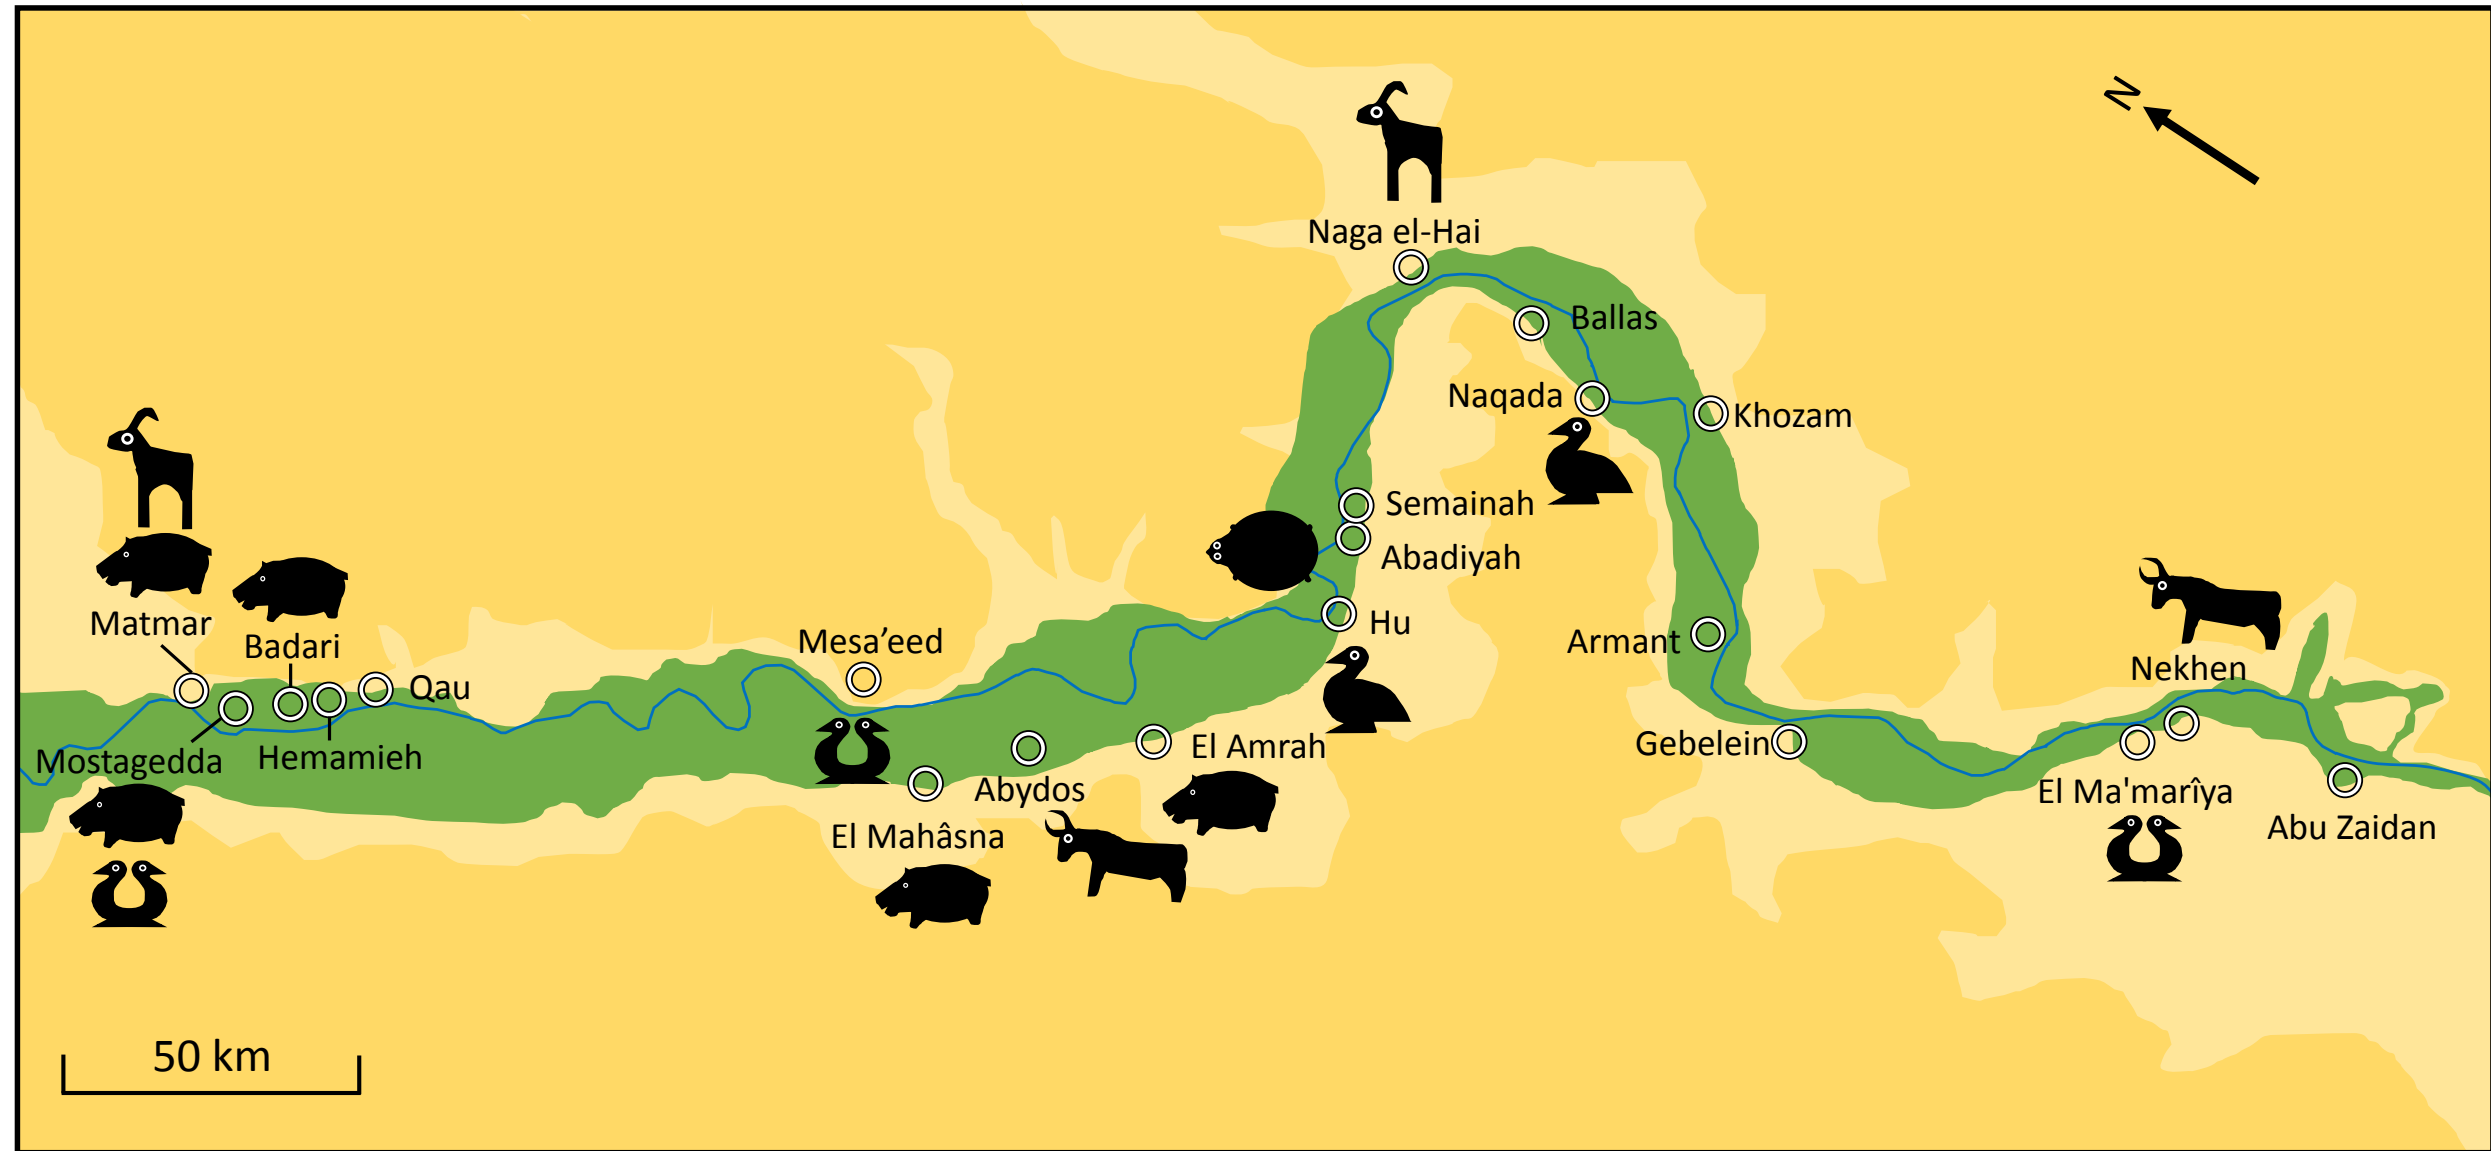 N
Naga el-Hai
Ballas
Naqada
Khozam
Semainah
Abadiyah
Hu
Matmar
Badari
Mesa’eed
Armant
Nekhen
Qau
Mostagedda
Hemamieh
El Amrah
Gebelein
Abydos
El Ma'marîya
El Mahâsna
Abu Zaidan
50 km